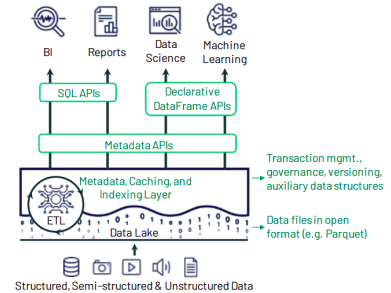 BI
Reports
Data
Science
Machine
Learning
SQL APIs
Declarative
DataFrame APIs
Metadata APIs
Metadata, Caching, and
Indexing Layer
Transaction mgmt.,
governance, versioning,
auxiliary data structures
ETL
Data Lake
Data files in open
format (e.g. Parquet)
Structured, Semi-structured & Unstructured Data